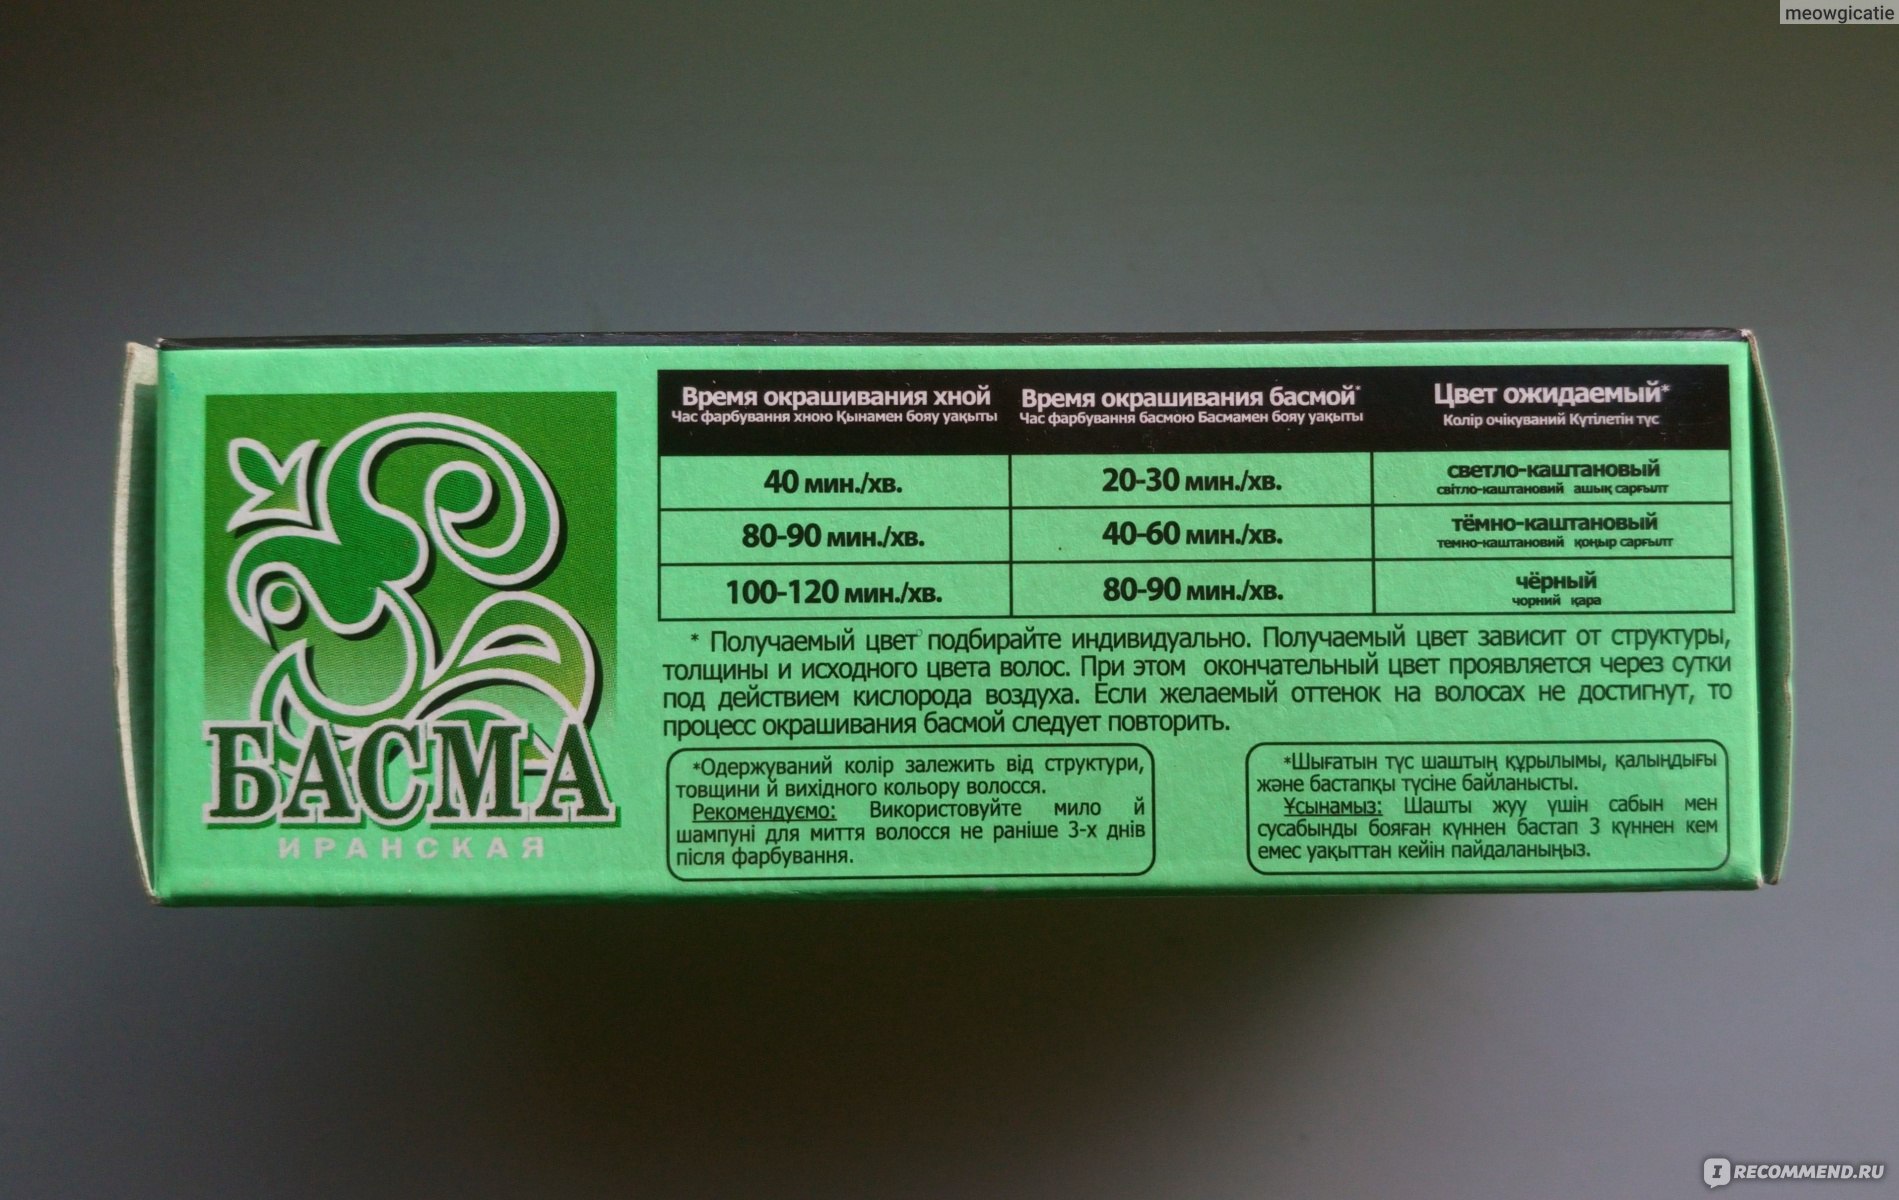 meowgicatie
БАСМА
ИРАНСКАЯ
Время окрашивания хной
Час фарбування хною Қынамен бояу уақыты
Время окрашивания басмой*
Час фарбування басмою Басмамен бояу уақыты
Цвет ожидаемый*
Колір очікуваний Күтілетін түс
40 мин./хв.
20-30 мин./хв.
светло-каштановый
світло-каштановий ашық сарғылт
80-90 мин./хв.
40-60 мин./хв.
тёмно-каштановый
темно-каштановий қоңыр сарғылт
100-120 мин./хв.
80-90 мин./хв.
чёрный
чорний қара
* Получаемый цвет подбирайте индивидуально. Получаемый цвет зависит от структуры,
толщины и исходного цвета волос. При этом окончательный цвет проявляется через сутки
под действием кислорода воздуха. Если желаемый оттенок на волосах не достигнут, то
процесс окрашивания басмой следует повторить.
*Одержуваний колір залежить від структури,
товщини й вихідного кольору волосся.
Рекомендуємо: Використовуйте мило й
шампуні для миття волосся не раніше 3-х днів
після фарбування.
*Шығатын түс шаштың құрылымы, қалыңдығы
және бастапқы түсіне байланысты.
Ұсынамыз: Шашты жуу үшін сабын мен
сусабынды бояған күннен бастап 3 күннен кем
емес уақыттан кейін пайдаланыңыз.
IRECOMMEND.RU